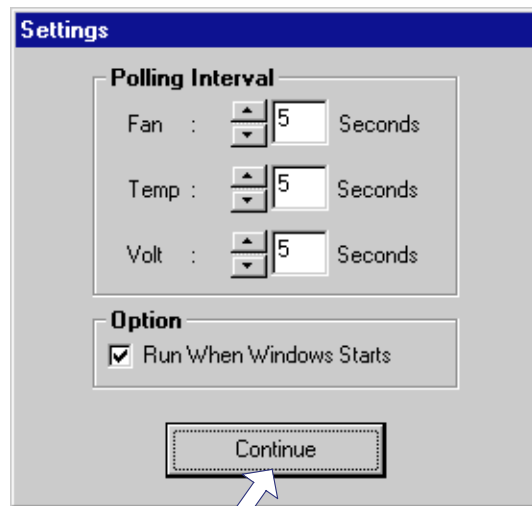 Settings
Polling Interval
Fan : 5 Seconds
Temp : 5 Seconds
Volt : 5 Seconds
Option
Run When Windows Starts
Continue